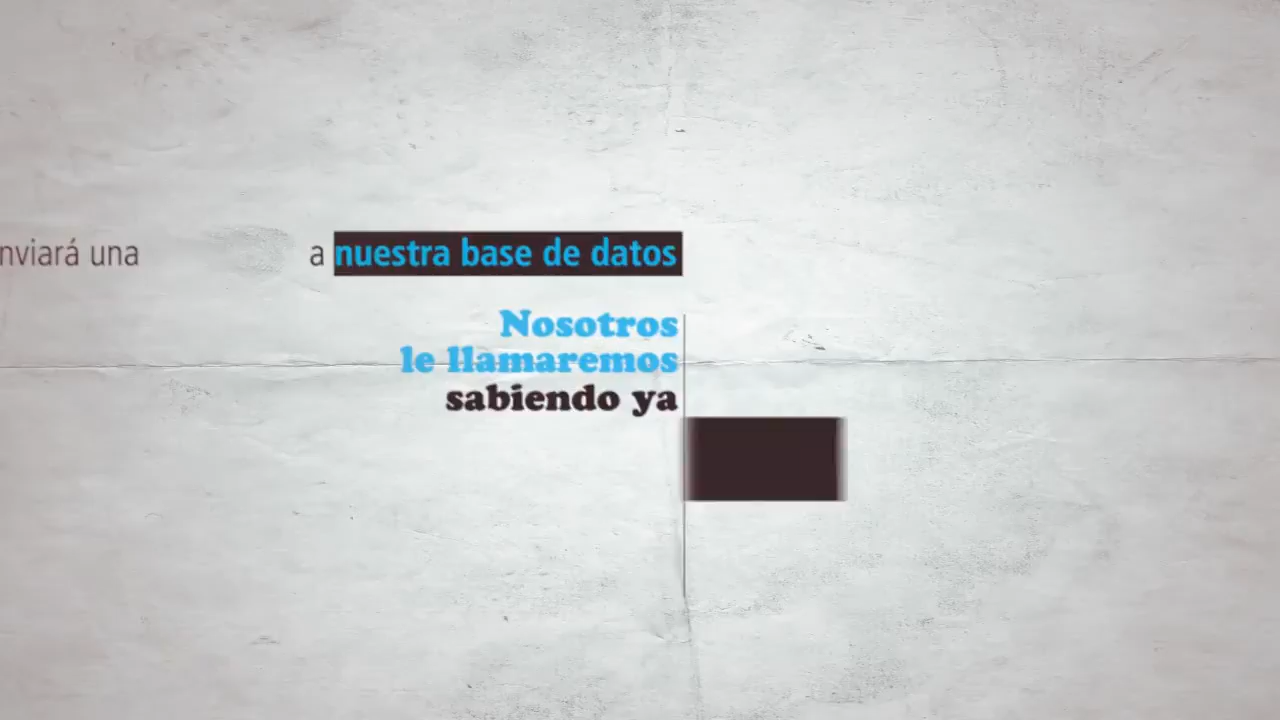 nviará una a nuestra base de datos
Nosotros
le llamaremos
sabiendo ya